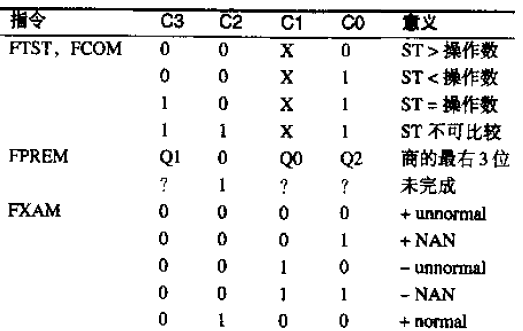 指令 C3 C2 C1 C0 意义
FTST, FCOM 0 0 X 0 ST > 操作数
0 0 X 1 ST < 操作数
1 0 X 1 ST = 操作数
1 1 X 1 ST 不可比较
FPREM Q1 0 Q0 Q2 商的最右 3 位
? 1 ? ? 未完成
FXAM 0 0 0 0 + unnormal
0 0 0 1 + NAN
0 0 1 0 - unnormal
0 0 1 1 - NAN
0 1 0 0 + normal